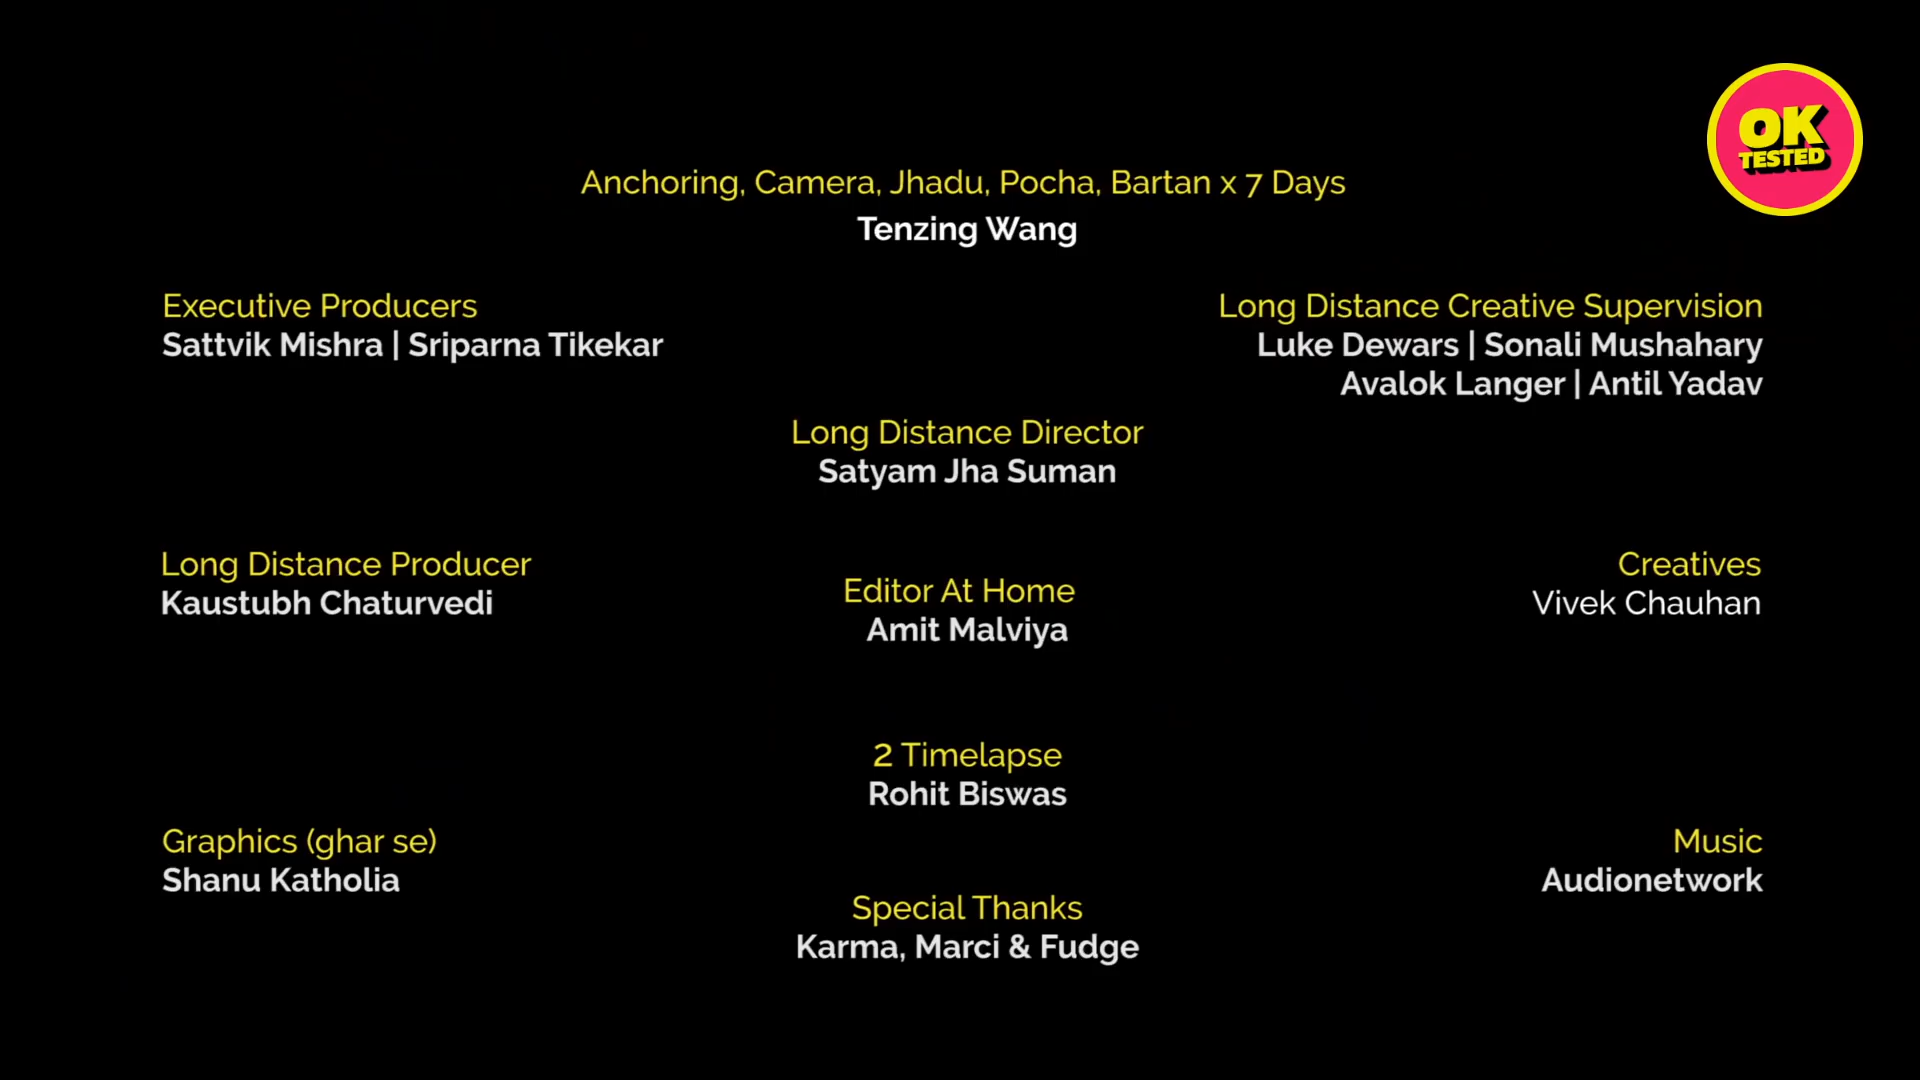 OK
TESTED
Anchoring, Camera, Jhadu, Pocha, Bartan x 7 Days
Tenzing Wang
Executive Producers
Sattvik Mishra | Sriparna Tikekar
Long Distance Creative Supervision
Luke Dewars | Sonali Mushahary
Avalok Langer | Antil Yadav
Long Distance Director
Satyam Jha Suman
Long Distance Producer
Kaustubh Chaturvedi
Editor At Home
Amit Malviya
Creatives
Vivek Chauhan
2 Timelapse
Rohit Biswas
Graphics (ghar se)
Shanu Katholia
Music
Audionetwork
Special Thanks
Karma, Marci & Fudge